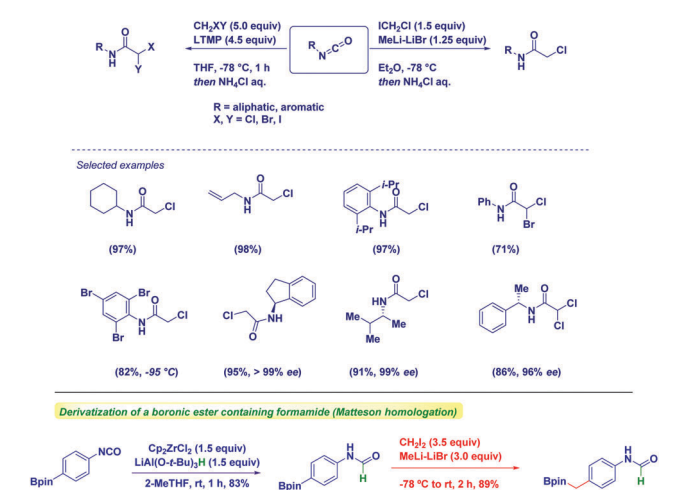 CH2XY (5.0 equiv)
LTMP (4.5 equiv)
THF, -78 °C, 1 h
then NH4Cl aq.
R N C O
ICH2Cl (1.5 equiv)
MeLi-LiBr (1.25 equiv)
Et2O, -78 °C
then NH4Cl aq.
R N H O X Y
R N H O Cl
R = aliphatic, aromatic
X, Y = Cl, Br, I
Selected examples
O N H Cl
(97%)
O N H Cl
(98%)
i-Pr O N H Cl i-Pr
(97%)
Ph N H O Cl Br
(71%)
Br Br O N H Cl Br
(82%, -95 °C)
Cl NH O
(95%, > 99% ee)
O HN Cl Me Me Me
(91%, 99% ee)
Me O N H Cl Cl
(86%, 96% ee)
Derivatization of a boronic ester containing formamide (Matteson homologation)
NCO Bpin
Cp2ZrCl2 (1.5 equiv)
LiAl(O-t-Bu)3H (1.5 equiv)
2-MeTHF, rt, 1 h, 83%
H N O H Bpin
CH2I2 (3.5 equiv)
MeLi-LiBr (3.0 equiv)
-78 °C to rt, 2 h, 89%
H N O H Bpin